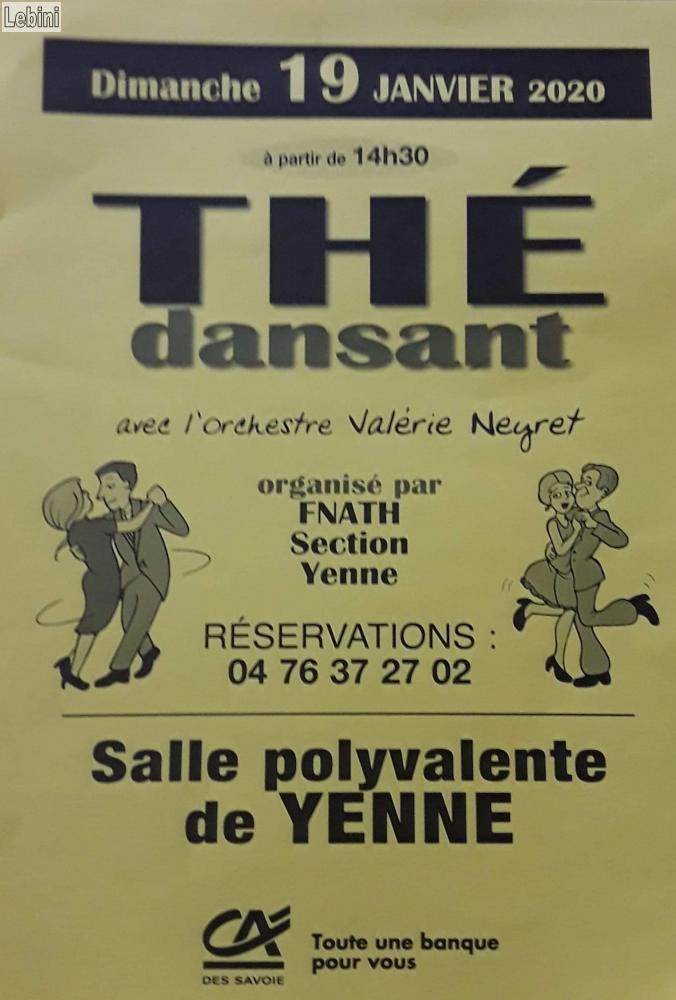 Lebini
Dimanche 19 JANVIER 2020
à partir de 14h30
THÉ
dansant
avec l'orchestre Valérie Neyret
organisé par
FNATH
Section
Yenne
RÉSERVATIONS :
04 76 37 27 02
Salle polyvalente
de YENNE
CA
DES SAVOIE
Toute une banque
pour vous